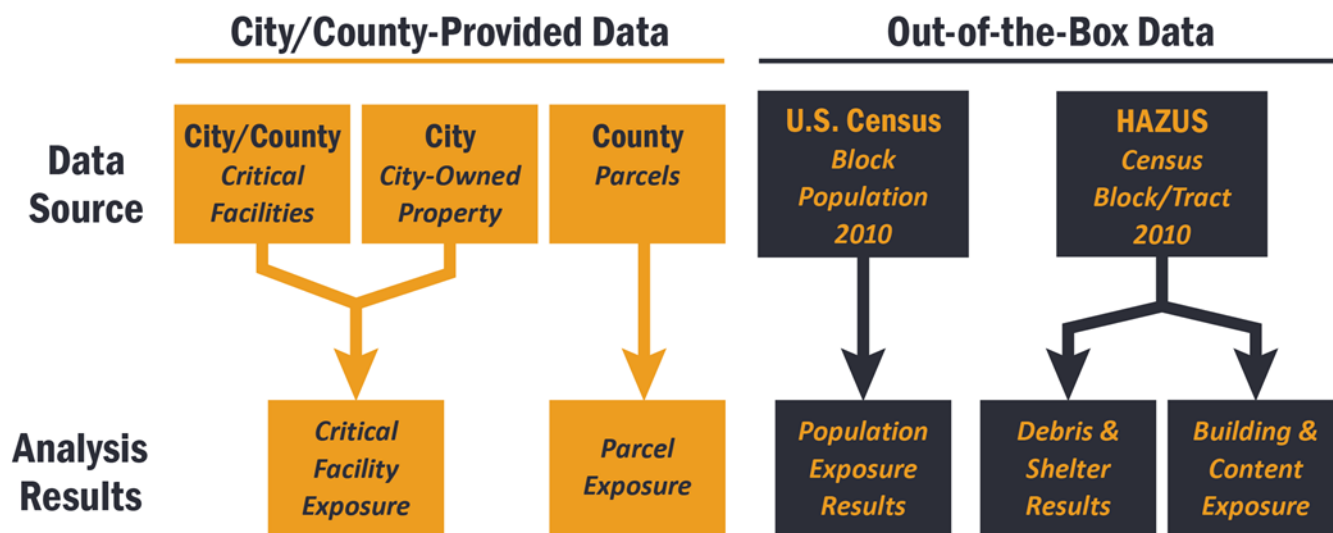 City/County-Provided Data
Out-of-the-Box Data
Data
Source
City/County
Critical
Facilities
City
City-Owned
Property
County
Parcels
U.S. Census
Block
Population
2010
HAZUS
Census
Block/Tract
2010
Analysis
Results
Critical
Facility
Exposure
Parcel
Exposure
Population
Exposure
Results
Debris &
Shelter
Results
Building &
Content
Exposure